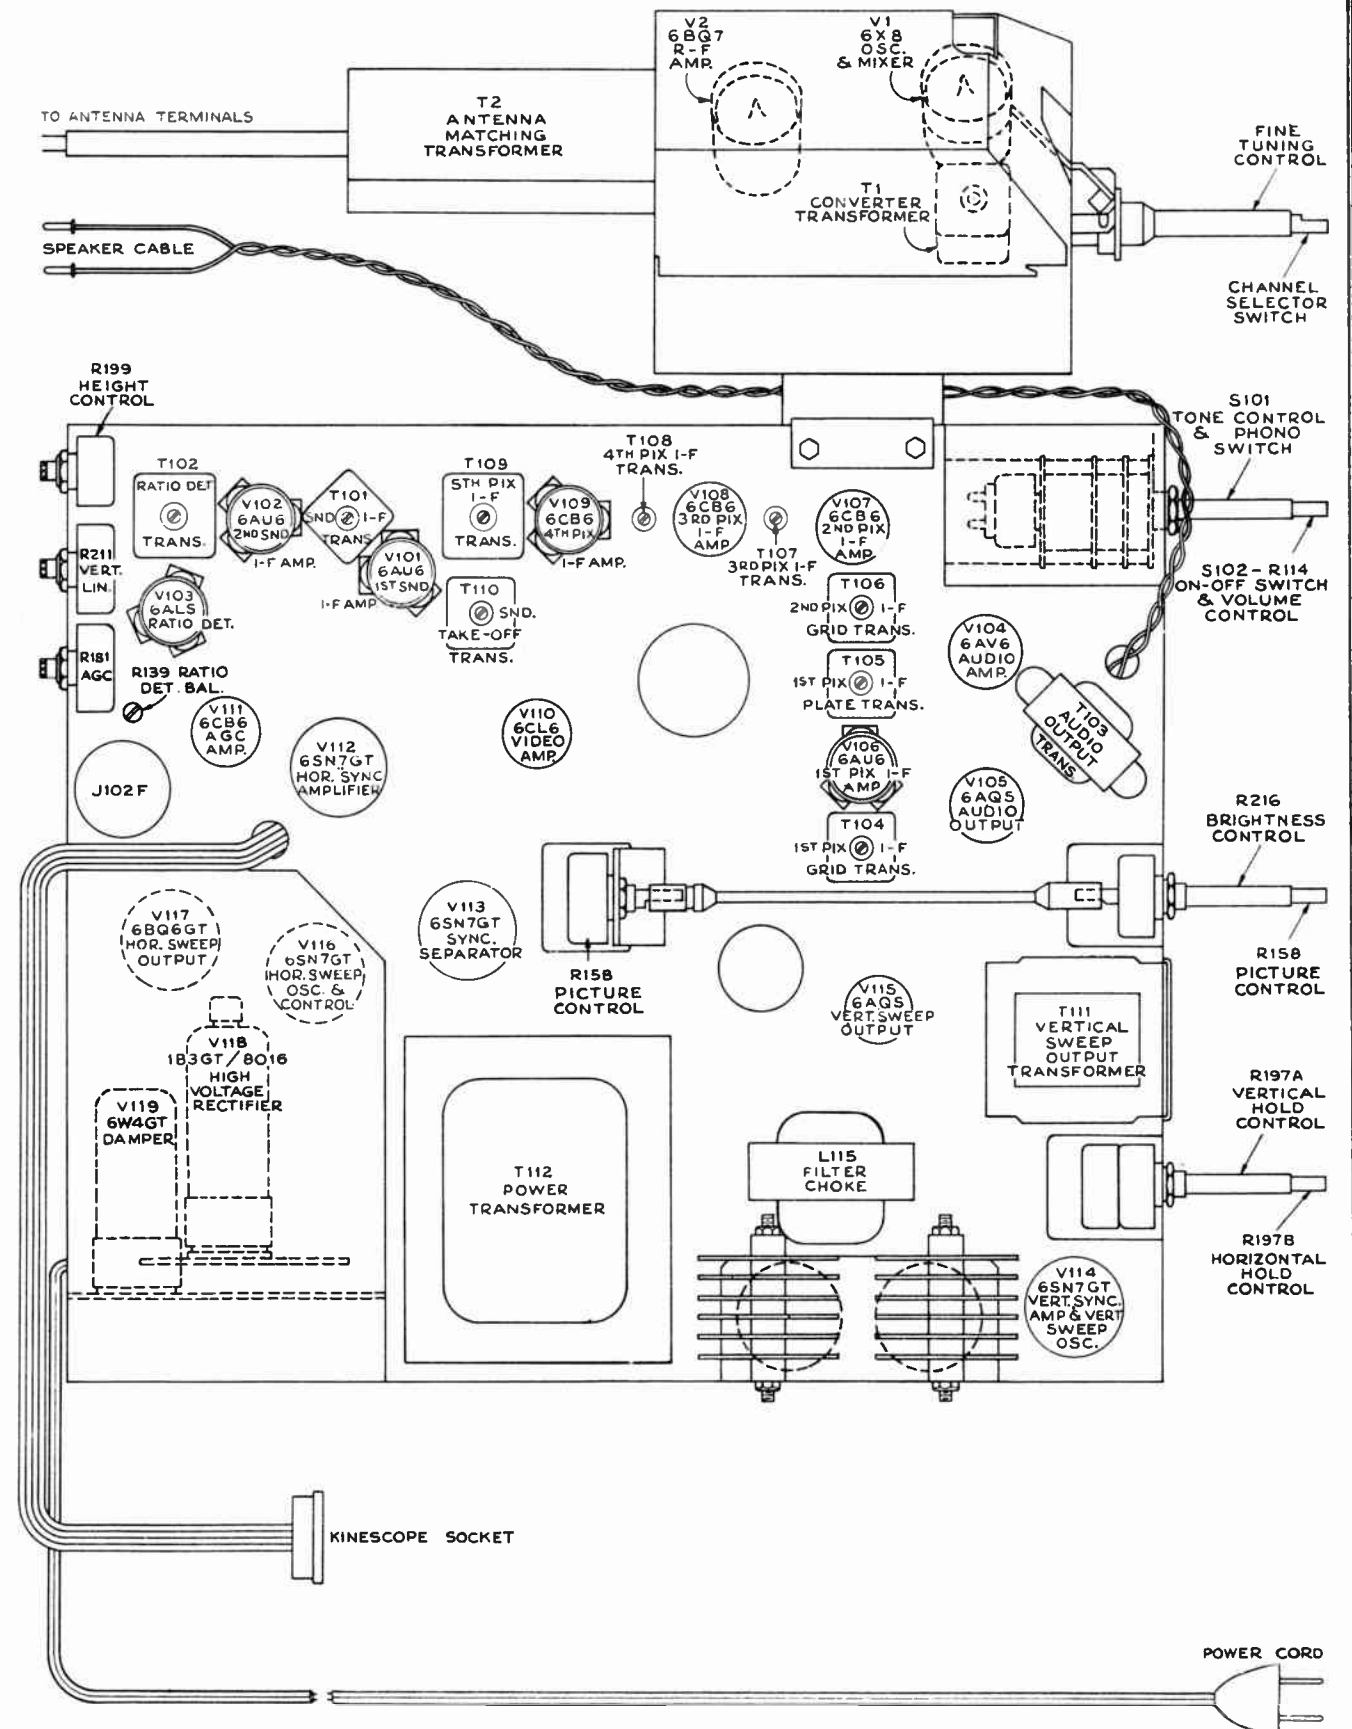 V2
6BQ7
R-F
AMP.
V1
6X8
OSC.
& MIXER
TO ANTENNA TERMINALS
T2
ANTENNA
MATCHING
TRANSFORMER
FINE
TUNING
CONTROL
T1
CONVERTER
TRANSFORMER
SPEAKER CABLE
CHANNEL
SELECTOR
SWITCH
R199
HEIGHT
CONTROL
S101
TONE CONTROL
& PHONO
SWITCH
T102
RATIO DET
TRANS.
V102
6AU6
2ND SND
I-F AMP.
T101
SND I-F
TRANS
V101
6AU6
1ST SND
I-F AMP
T109
5TH PIX
I-F
TRANS.
V109
6CB6
4TH PIX
I-F AMP.
T108
4TH PIX I-F
TRANS.
V108
6CB6
3RD PIX
I-F
AMP
T107
3RD PIX I-F
TRANS.
V107
6CB6
2ND PIX
I-F
AMP
S102-R114
ON-OFF SWITCH
& VOLUME
CONTROL
R211
VERT.
LIN.
V103
6AL5
RATIO DET.
T110
SND.
TAKE-OFF
TRANS.
T106
2ND PIX I-F
GRID TRANS.
V104
6AV6
AUDIO
AMP.
R181
AGC
R139 RATIO
DET. BAL.
T105
1ST PIX I-F
PLATE TRANS.
T103
AUDIO
OUTPUT
TRANS
V111
6CB6
AGC
AMP.
V112
6SN7GT
HOR. SYNC
AMPLIFIER
V110
6CL6
VIDEO
AMP.
V106
6AU6
1ST PIX I-F
AMP
V105
6AQ5
AUDIO
OUTPUT
J102F
T104
1ST PIX I-F
GRID TRANS.
R216
BRIGHTNESS
CONTROL
V117
6BQ6GT
HOR. SWEEP
OUTPUT
V116
6SN7GT
HOR. SWEEP
OSC. &
CONTROL
V113
6SN7GT
SYNC.
SEPARATOR
R158
PICTURE
CONTROL
R158
PICTURE
CONTROL
V115
6AQ5
VERT. SWEEP
OUTPUT
T111
VERTICAL
SWEEP
OUTPUT
TRANSFORMER
V118
1B3GT/8016
HIGH
VOLTAGE
RECTIFIER
V119
6W4GT
DAMPER
R197A
VERTICAL
HOLD
CONTROL
T112
POWER
TRANSFORMER
L115
FILTER
CHOKE
R197B
HORIZONTAL
HOLD
CONTROL
V114
6SN7GT
VERT. SYNC.
AMP & VERT
SWEEP
OSC.
KINESCOPE SOCKET
POWER CORD